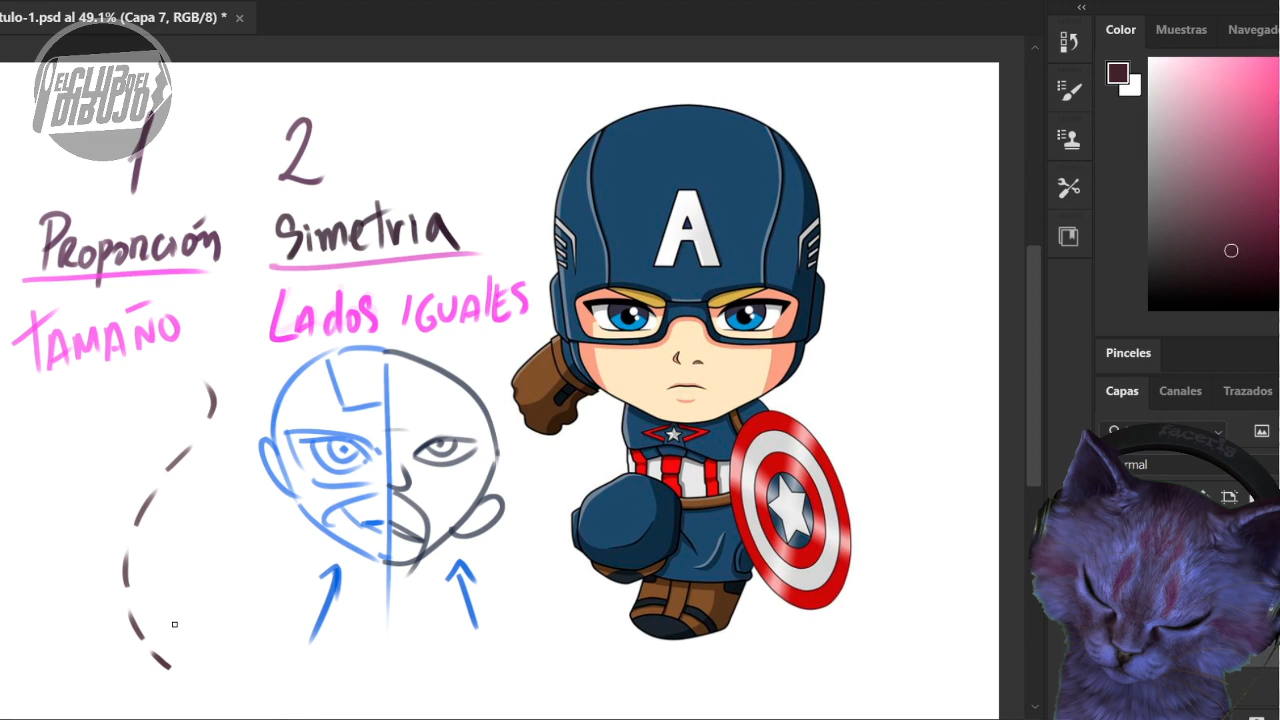 tulo-1.psd al 49.1% (Capa 7, RGB/8) *
EL CLUB DEL
DIBUJO
1
2
Proporción
Simetria
TAMAÑO
LAdos IGUALES
A
Color
Muestras
Navegado
Pinceles
Capas
Canales
Trazados
rmal